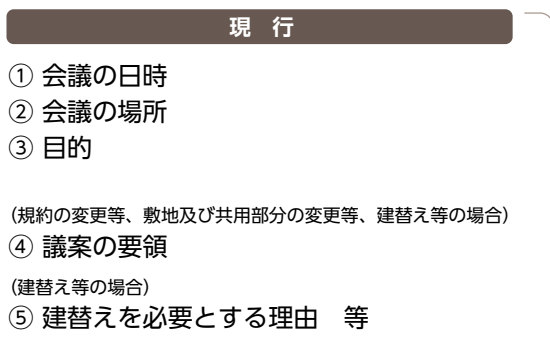 現 行
① 会議の日時
② 会議の場所
③ 目的
(規約の変更等、敷地及び共用部分の変更等、建替え等の場合)
④ 議案の要領
(建替え等の場合)
⑤ 建替えを必要とする理由　等